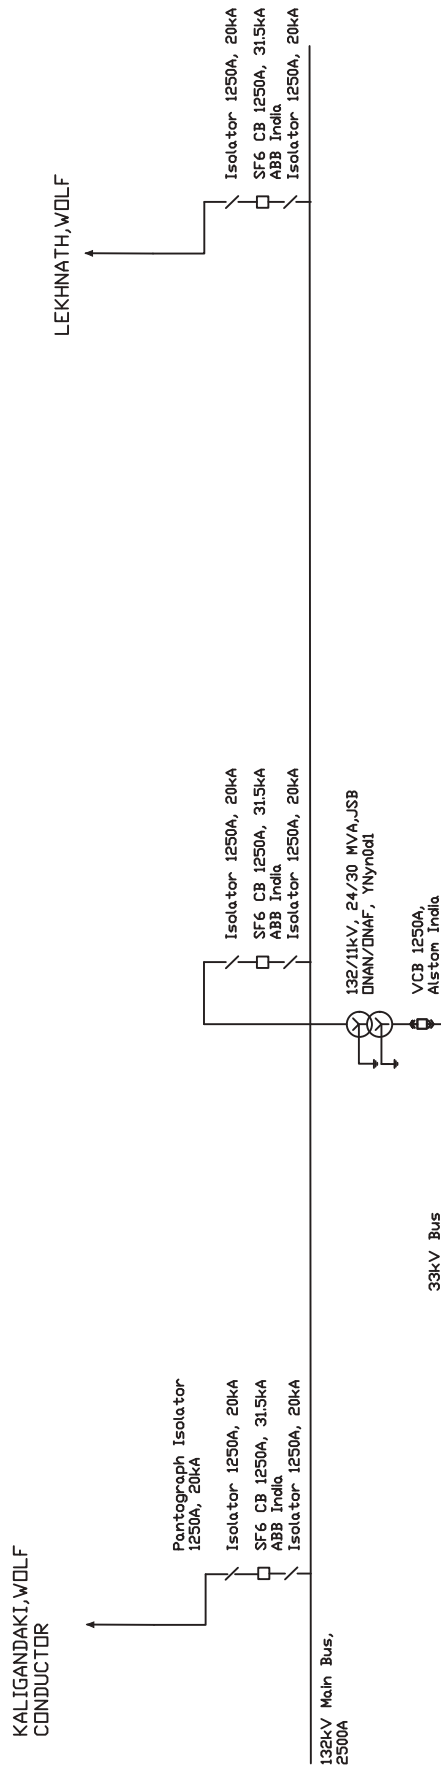 KALIGANDAKI,WOLF
CONDUCTOR
Pantograph Isolator
1250A, 20kA
Isolator 1250A, 20kA
SF6 CB 1250A, 31.5kA
ABB India
Isolator 1250A, 20kA
132kV Main Bus,
2500A
33kV Bus
Isolator 1250A, 20kA
SF6 CB 1250A, 31.5kA
ABB India
Isolator 1250A, 20kA
132/11kV, 24/30 MVA,JSB
ONAN/ONAF, YNyn0d1
VCB 1250A,
Alstom India
LEKHNATH,WOLF
Isolator 1250A, 20kA
SF6 CB 1250A, 31.5kA
ABB India
Isolator 1250A, 20kA